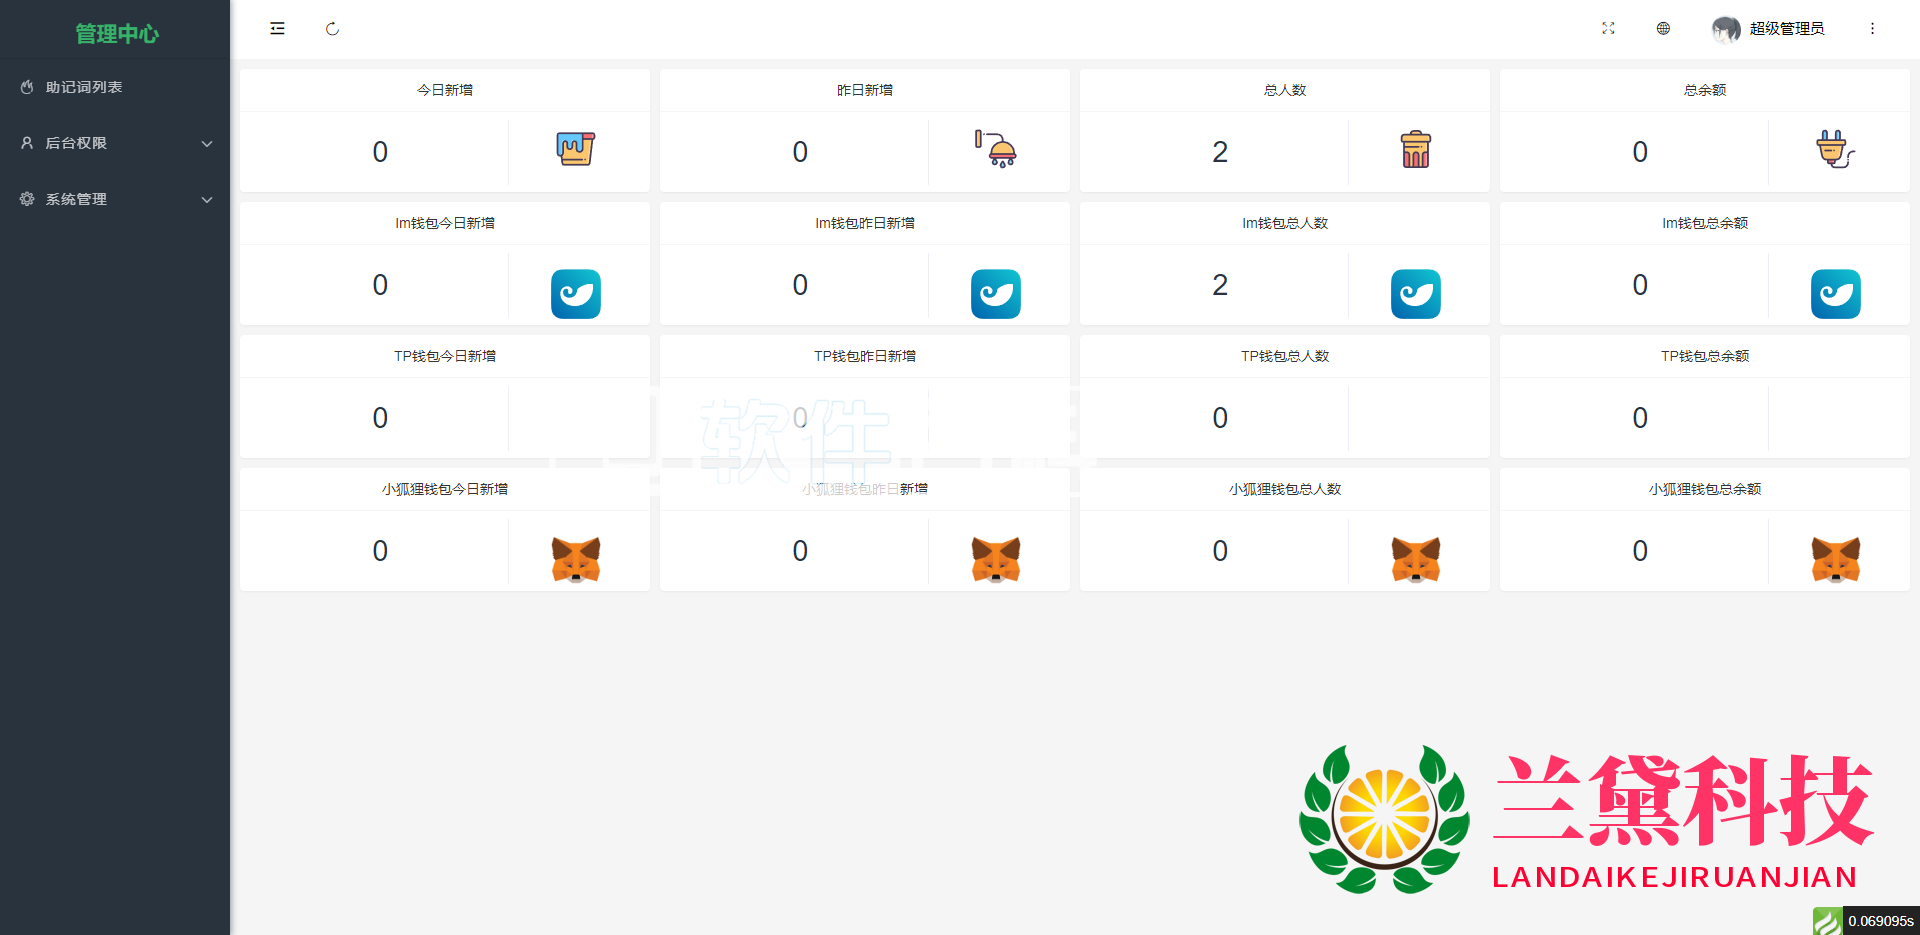 管理中心
超级管理员
助记词列表
后台权限
系统管理
今日新增
昨日新增
总人数
总余额
0
0
2
0
Im钱包今日新增
Im钱包昨日新增
Im钱包总人数
Im钱包总余额
0
0
2
0
TP钱包今日新增
TP钱包昨日新增
TP钱包总人数
TP钱包总余额
0
0
0
0
软件
小狐狸钱包今日新增
小狐狸钱包昨日新增
小狐狸钱包总人数
小狐狸钱包总余额
0
0
0
0
兰黛科技
LANDAIKEJIRUANJIAN
0.069095s